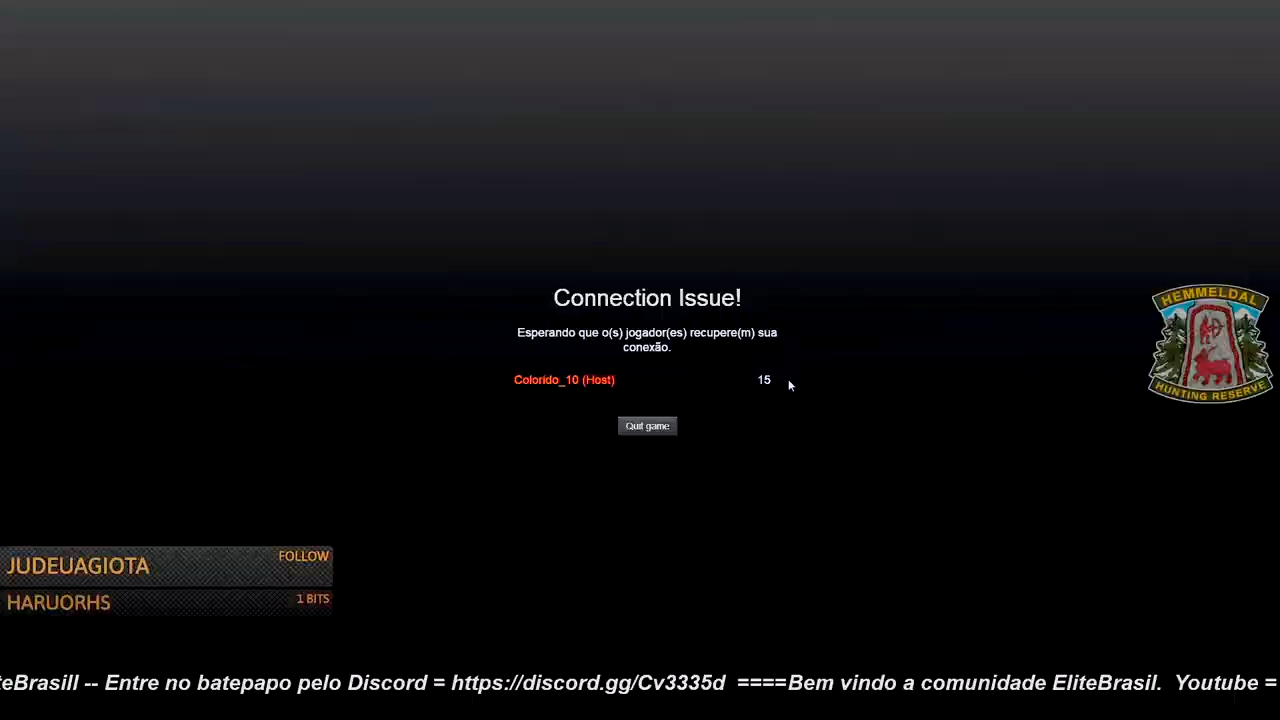 Connection Issue!
Esperando que o(s) jogador(es) recupere(m) sua
conexão.
Colorido_10 (Host) 15
Quit game
HEMMELDAL
HUNTING RESERVE
JUDEUAGIOTA FOLLOW
HARUORHS 1 BITS
teBrasill -- Entre no batepapo pelo Discord = https://discord.gg/Cv3335d ====Bem vindo a comunidade EliteBrasil. Youtube =